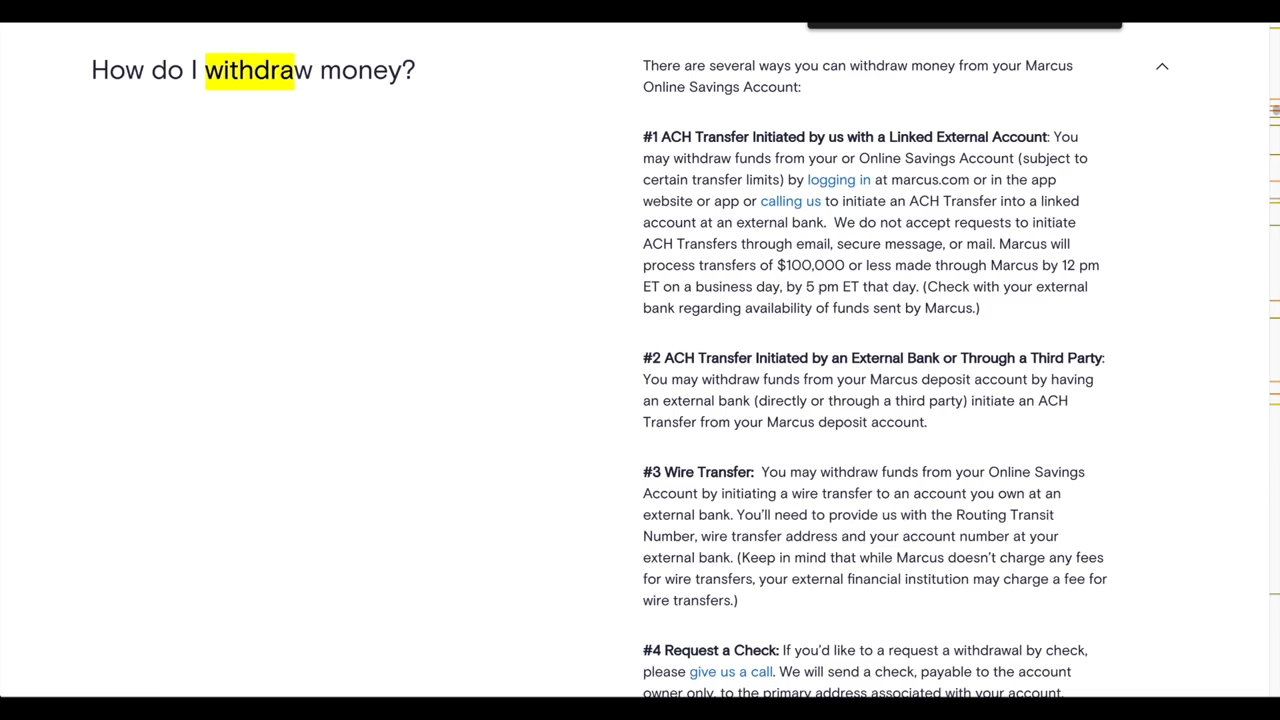 How do I withdraw money?
There are several ways you can withdraw money from your Marcus
Online Savings Account:
#1 ACH Transfer Initiated by us with a Linked External Account: You
may withdraw funds from your or Online Savings Account (subject to
certain transfer limits) by logging in at marcus.com or in the app
website or app or calling us to initiate an ACH Transfer into a linked
account at an external bank.  We do not accept requests to initiate
ACH Transfers through email, secure message, or mail. Marcus will
process transfers of $100,000 or less made through Marcus by 12 pm
ET on a business day, by 5 pm ET that day. (Check with your external
bank regarding availability of funds sent by Marcus.)
#2 ACH Transfer Initiated by an External Bank or Through a Third Party:
You may withdraw funds from your Marcus deposit account by having
an external bank (directly or through a third party) initiate an ACH
Transfer from your Marcus deposit account.
#3 Wire Transfer:  You may withdraw funds from your Online Savings
Account by initiating a wire transfer to an account you own at an
external bank. You’ll need to provide us with the Routing Transit
Number, wire transfer address and your account number at your
external bank. (Keep in mind that while Marcus doesn’t charge any fees
for wire transfers, your external financial institution may charge a fee for
wire transfers.)
#4 Request a Check: If you’d like to a request a withdrawal by check,
please give us a call. We will send a check, payable to the account
owner only, to the primary address associated with your account.